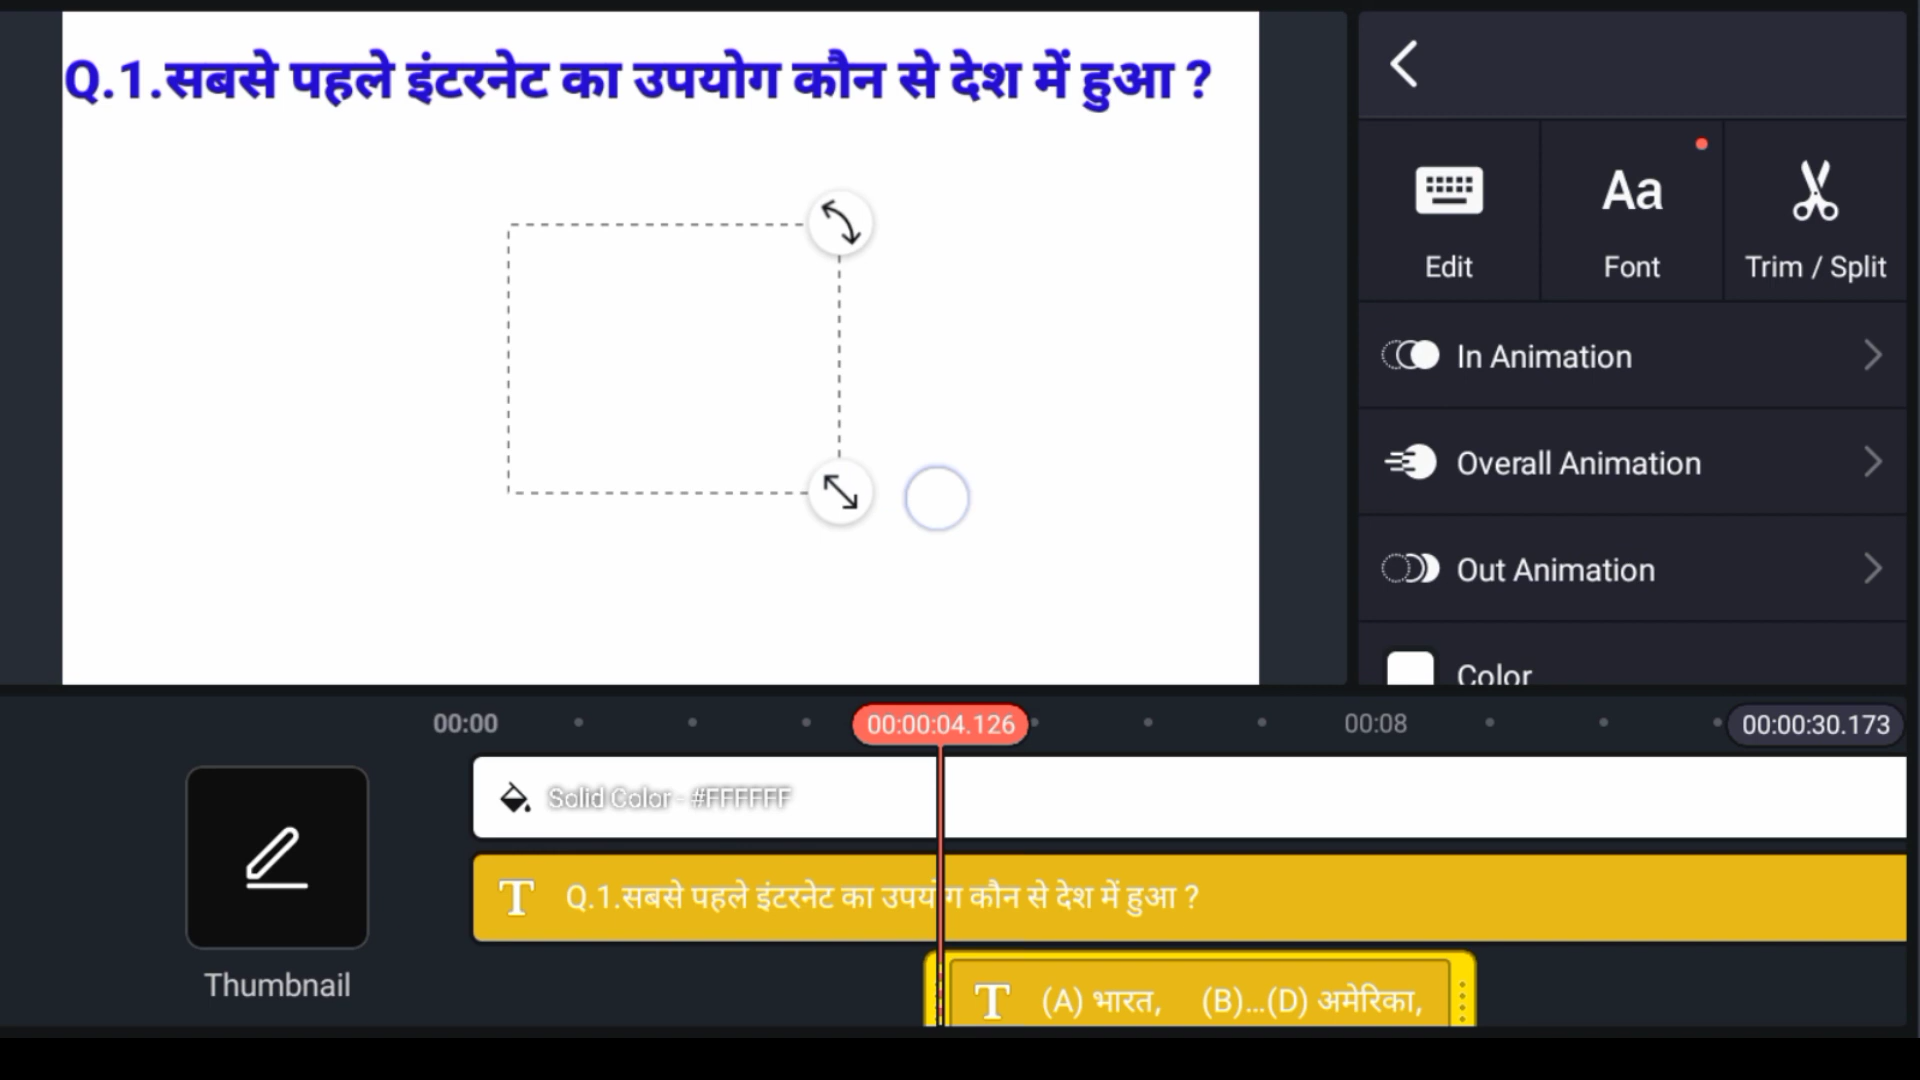 Q.1.सबसे पहले इंटरनेट का उपयोग कौन से देश में हुआ ?
Aa
Edit
Font
Trim / Split
In Animation
Overall Animation
Out Animation
Color
00:00
00:00:04.126
00:08
00:00:30.173
Solid Color - #FFFFFF
T Q.1.सबसे पहले इंटरनेट का उपयोग कौन से देश में हुआ ?
T (A) भारत, (B)...(D) अमेरिका,
Thumbnail